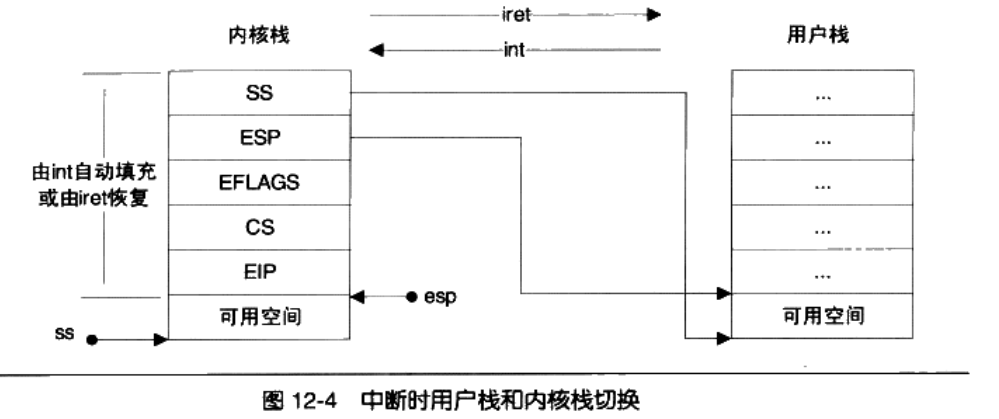 iret
int
内核栈
用户栈
SS
ESP
EFLAGS
CS
EIP
可用空间
由int自动填充
或由iret恢复
esp
ss
...
...
...
...
...
可用空间
图 12-4 中断时用户栈和内核栈切换